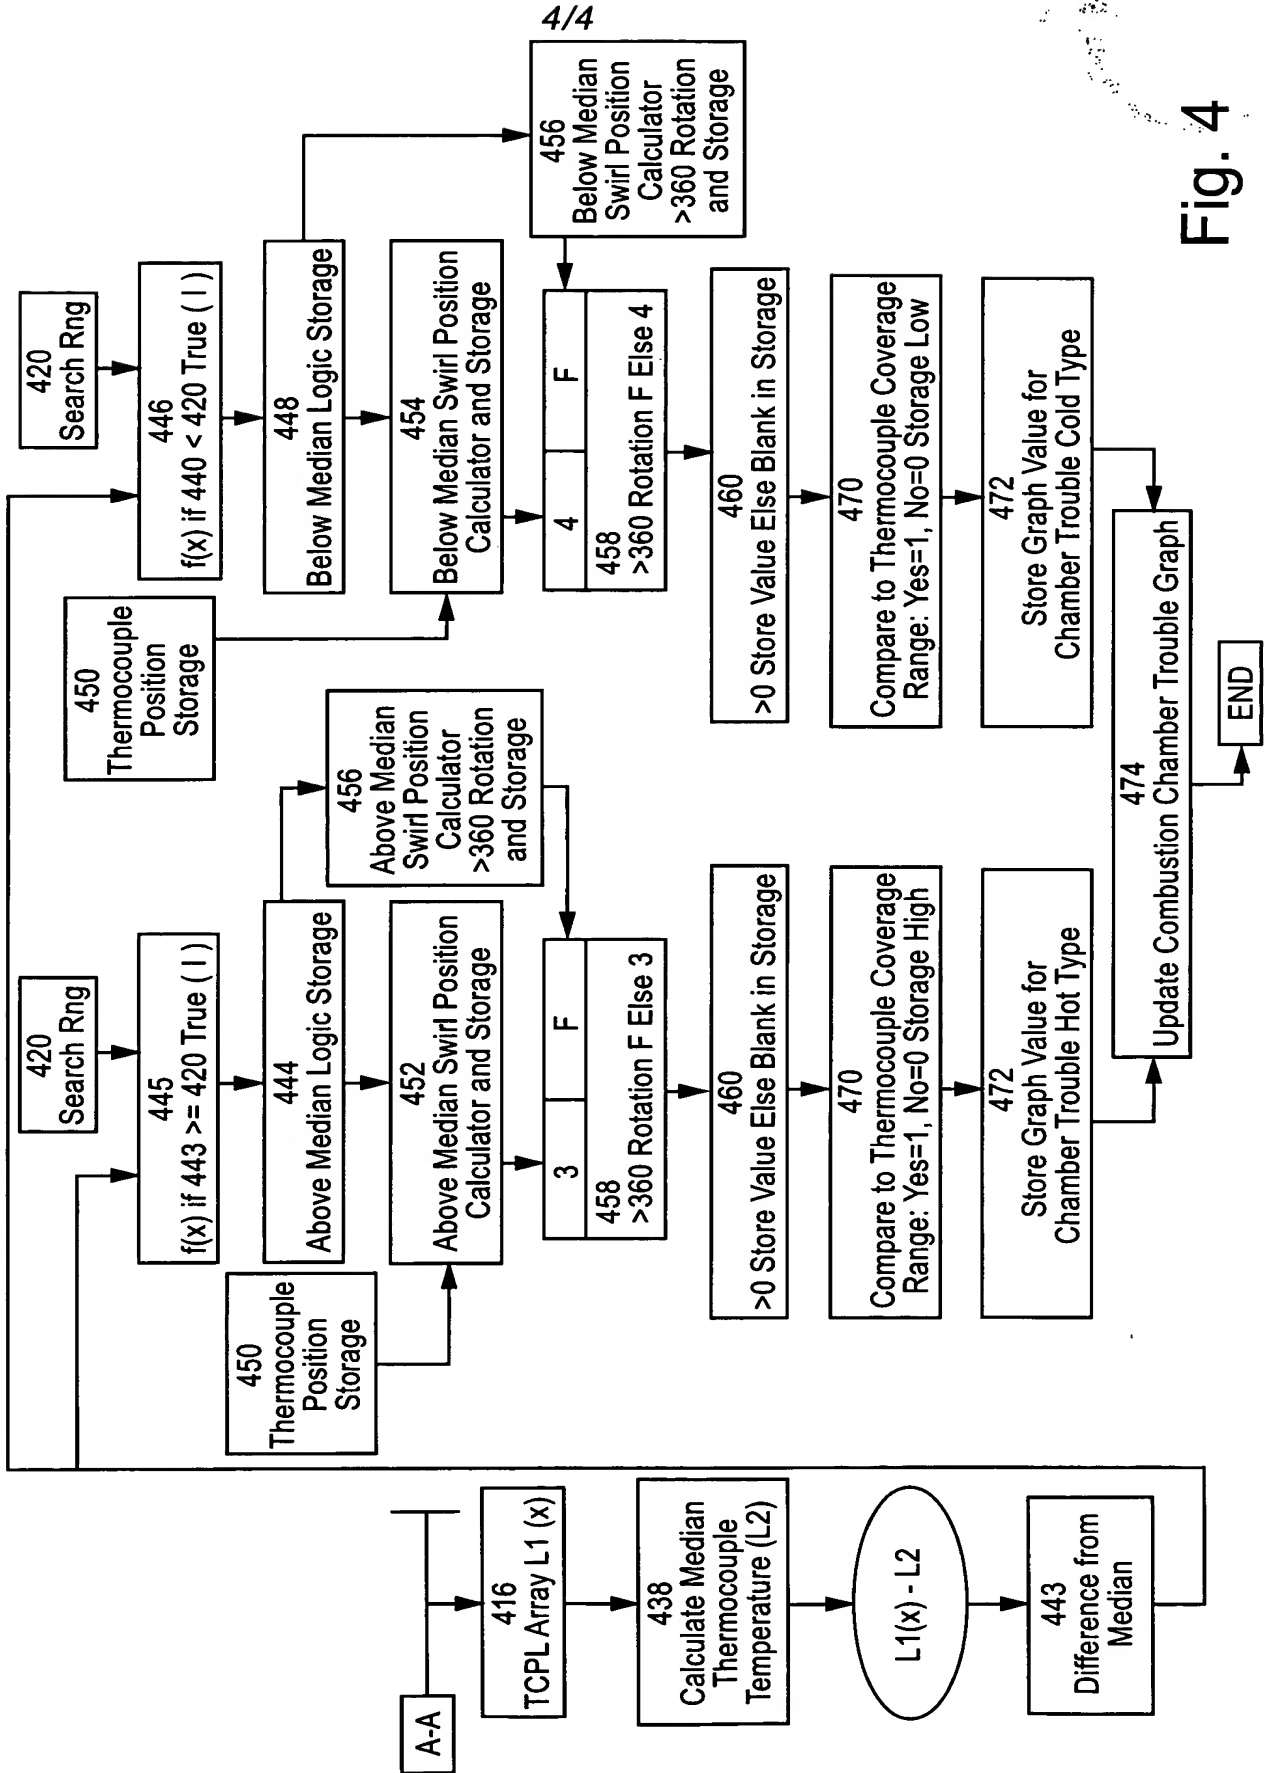 4/4
A-A
416
TCPL Array L1 (x)
438
Calculate Median
Thermocouple
Temperature (L2)
L1(x) - L2
443
Difference from
Median
420
Search Rng
445
f(x) if 443 >= 420 True ( I )
444
Above Median Logic Storage
450
Thermocouple
Position
Storage
452
Above Median Swirl Position
Calculator and Storage
456
Above Median
Swirl Position
Calculator
>360 Rotation
and Storage
3
F
458
>360 Rotation F Else 3
460
>0 Store Value Else Blank in Storage
470
Compare to Thermocouple Coverage
Range: Yes=1, No=0 Storage High
472
Store Graph Value for
Chamber Trouble Hot Type
420
Search Rng
446
f(x) if 440 < 420 True ( I )
448
Below Median Logic Storage
450
Thermocouple
Position
Storage
454
Below Median Swirl Position
Calculator and Storage
456
Below Median
Swirl Position
Calculator
>360 Rotation
and Storage
4
F
458
>360 Rotation F Else 4
460
>0 Store Value Else Blank in Storage
470
Compare to Thermocouple Coverage
Range: Yes=1, No=0 Storage Low
472
Store Graph Value for
Chamber Trouble Cold Type
474
Update Combustion Chamber Trouble Graph
END
Fig. 4